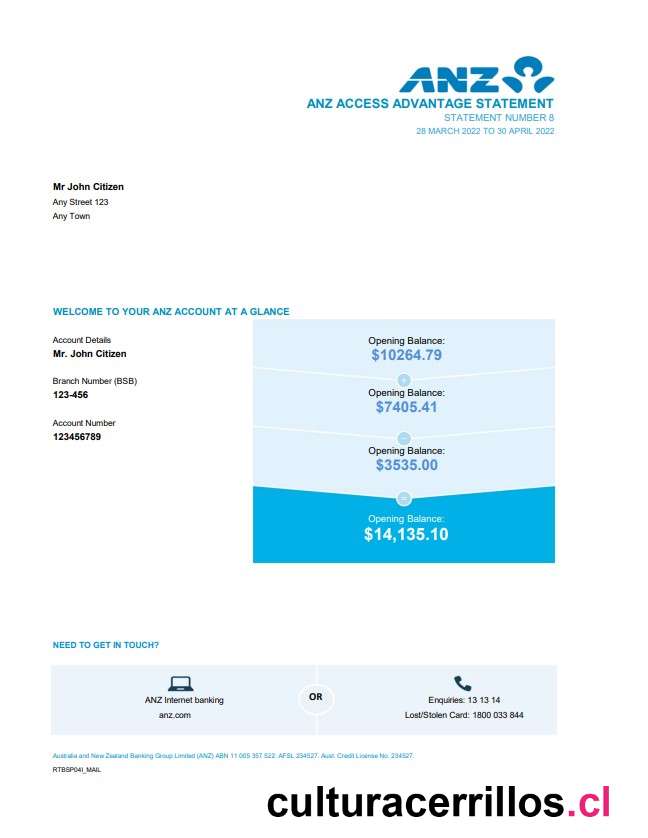 ANZ
ANZ ACCESS ADVANTAGE STATEMENT
STATEMENT NUMBER 8
28 MARCH 2022 TO 30 APRIL 2022
Mr John Citizen
Any Street 123
Any Town
WELCOME TO YOUR ANZ ACCOUNT AT A GLANCE
Account Details
Mr. John Citizen
Branch Number (BSB)
123-456
Account Number
123456789
Opening Balance:
$10264.79
+
Opening Balance:
$7405.41
-
Opening Balance:
$3535.00
=
Opening Balance:
$14,135.10
NEED TO GET IN TOUCH?
ANZ Internet banking
anz.com
OR
Enquiries: 13 13 14
Lost/Stolen Card: 1800 033 844
Australia and New Zealand Banking Group Limited (ANZ) ABN 11 005 357 522. AFSL 234527. Aust. Credit License No. 234527.
RTBSP04I_MAIL
culturacerrillos.cl